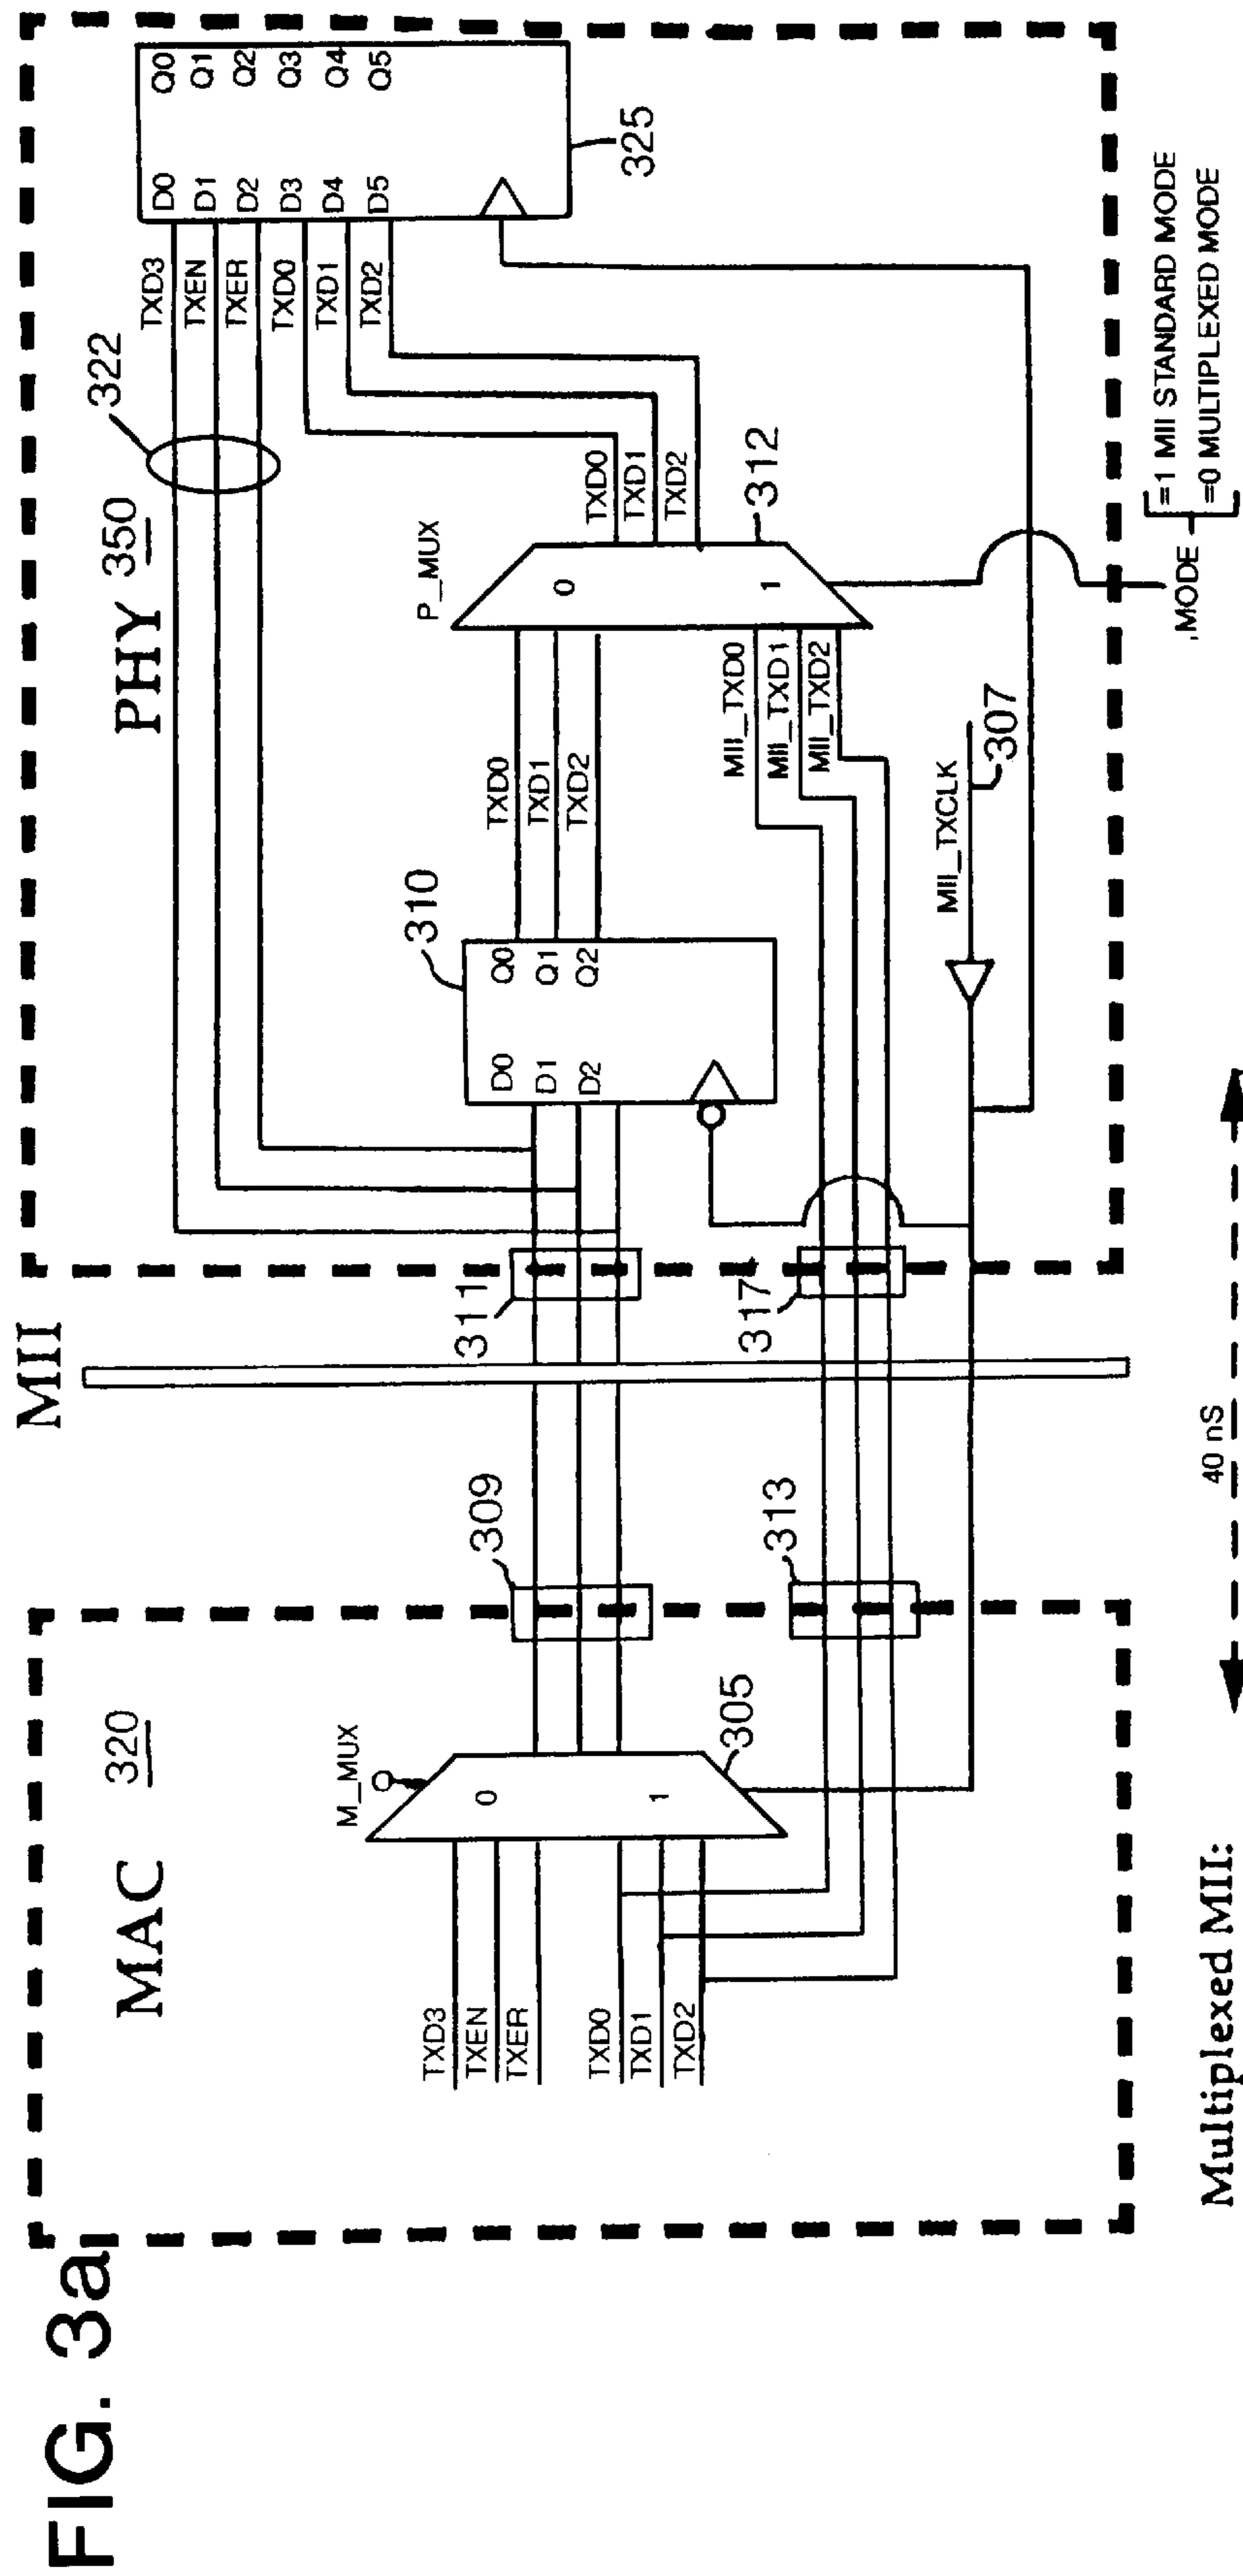 FIG. 3a
MII
MAC
320
PHY 350
M_MUX
0
1
305
TXD3
TXEN
TXER
TXD0
TXD1
TXD2
309
313
311
317
310
D0
D1
D2
Q0
Q1
Q2
TXD0
TXD1
TXD2
MII_TXD0
MII_TXD1
MII_TXD2
MII_TXCLK
307
P_MUX
0
1
312
TXD0
TXD1
TXD2
322
TXD3
TXEN
TXER
TXD0
TXD1
TXD2
D0
D1
D2
D3
D4
D5
Q0
Q1
Q2
Q3
Q4
Q5
325
MODE
=1 MII STANDARD MODE
=0 MULTIPLEXED MODE
Multiplexed MII:
40 nS